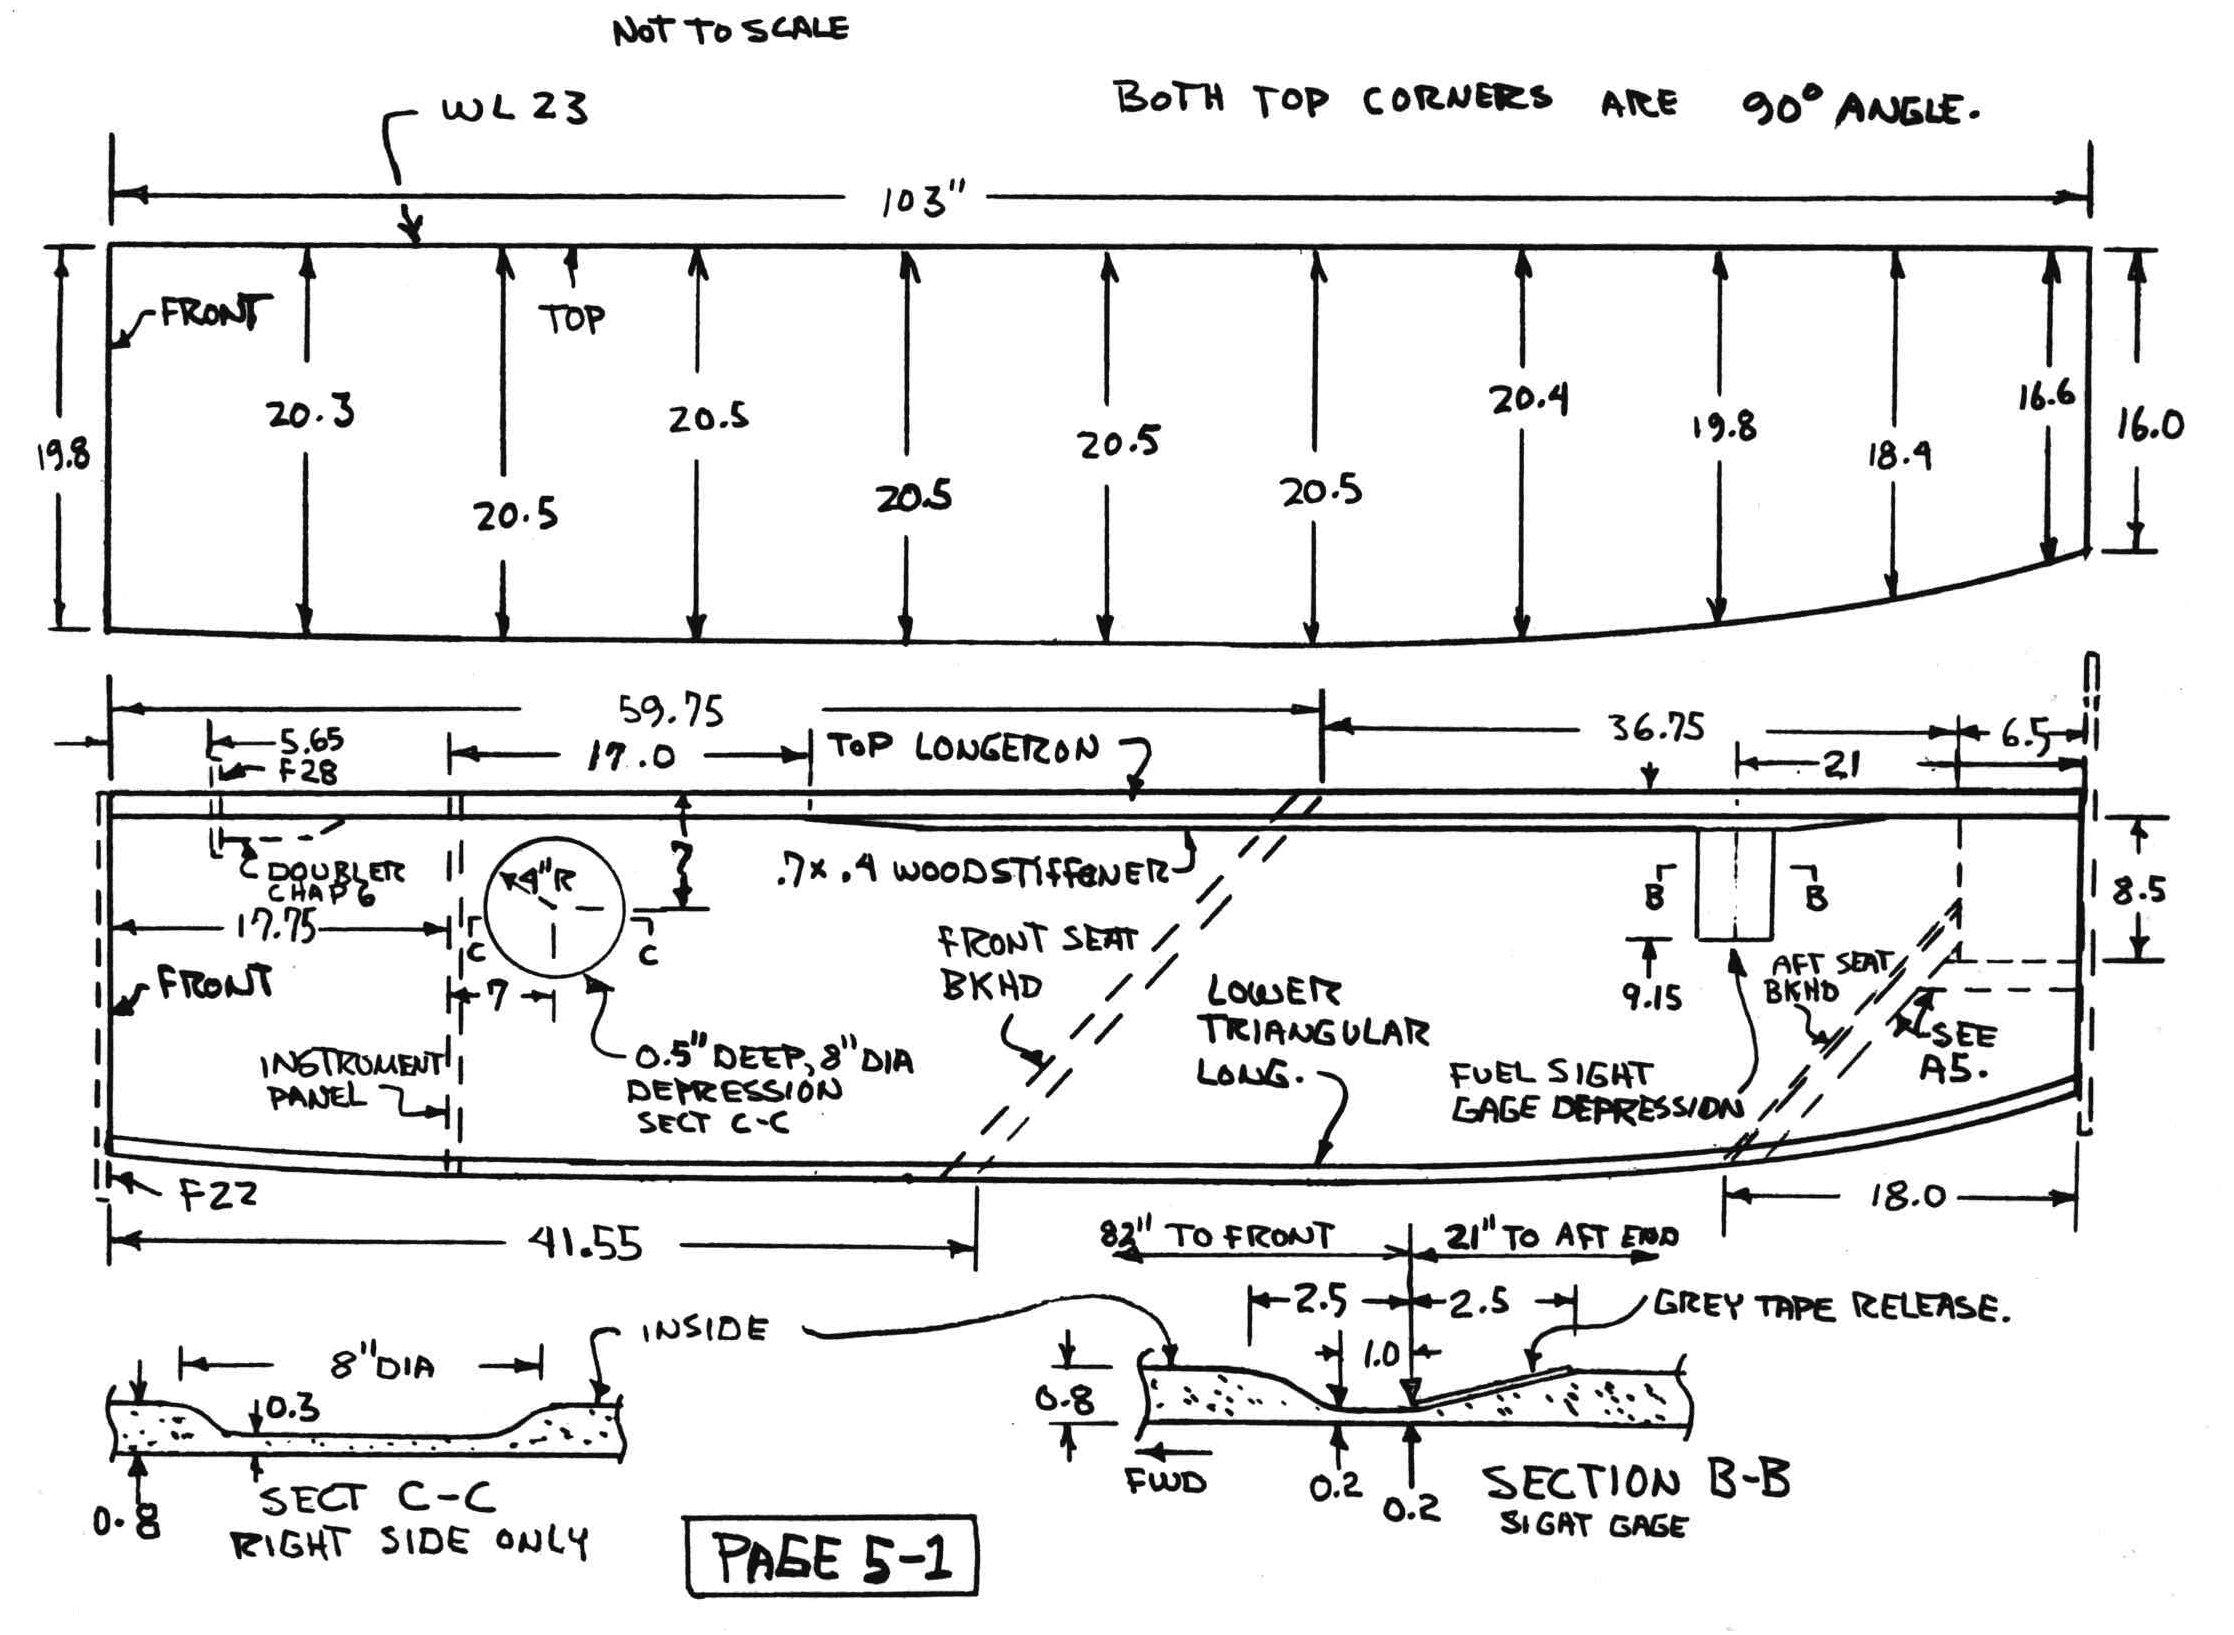 NOT TO SCALE
WL 23
BOTH TOP CORNERS ARE 90° ANGLE.
103"
FRONT
TOP
19.8
20.3
20.5
20.5
20.5
20.5
20.5
20.4
19.8
18.4
16.6
16.0
59.75
36.75
6.5
5.65
F28
17.0
TOP LONGERON
21
DOUBLER
CHAP 6
4"R
7
.7 x .4 WOOD STIFFENER
B
B
8.5
17.75
C
C
FRONT SEAT
BKHD
AFT SEAT
BKHD
FRONT
7
LOWER
TRIANGULAR
LONG.
9.15
SEE
A5.
INSTRUMENT
PANEL
0.5" DEEP, 8" DIA
DEPRESSION
SECT C-C
FUEL SIGHT
GAGE DEPRESSION
F22
18.0
41.55
82" TO FRONT
21" TO AFT END
2.5
2.5
GREY TAPE RELEASE.
INSIDE
8" DIA
1.0
0.3
0.8
0.8
FWD
0.2
0.2
SECT C-C
RIGHT SIDE ONLY
SECTION B-B
SIGAT GAGE
PAGE 5-1